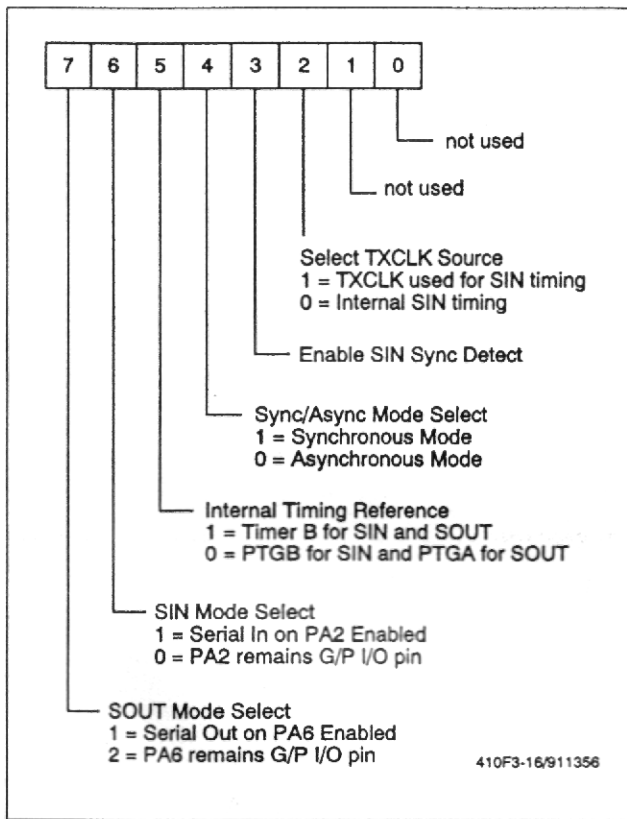 7 6 5 4 3 2 1 0
not used
not used
Select TXCLK Source
1 = TXCLK used for SIN timing
0 = Internal SIN timing
Enable SIN Sync Detect
Sync/Async Mode Select
1 = Synchronous Mode
0 = Asynchronous Mode
Internal Timing Reference
1 = Timer B for SIN and SOUT
0 = PTGB for SIN and PTGA for SOUT
SIN Mode Select
1 = Serial In on PA2 Enabled
0 = PA2 remains G/P I/O pin
SOUT Mode Select
1 = Serial Out on PA6 Enabled
2 = PA6 remains G/P I/O pin
410F3-16/911356